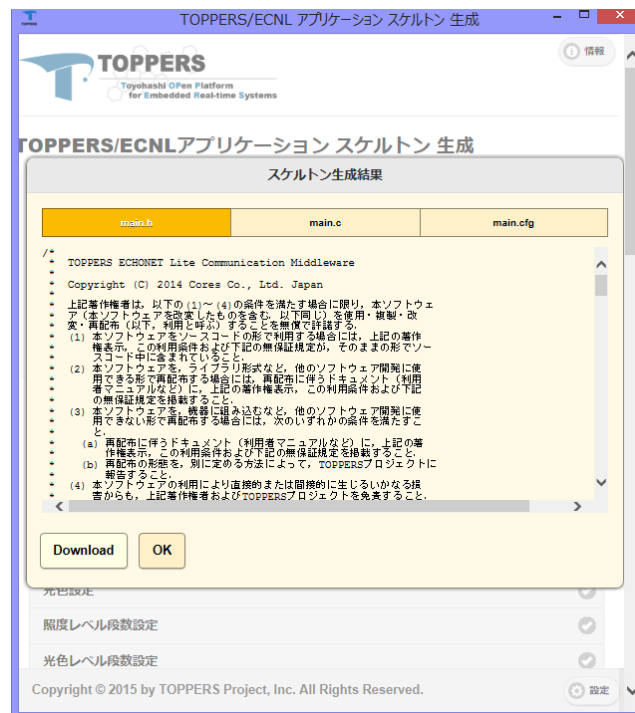 TOPPERS/ECNL アプリケーション スケルトン 生成
TOPPERS
Toyohashi OPen Platform
for Embedded Real-time Systems
情報
TOPPERS/ECNLアプリケーション スケルトン 生成
スケルトン生成結果
main.h
main.c
main.cfg
/*
* TOPPERS ECHONET Lite Communication Middleware
*
* Copyright (C) 2014 Cores Co., Ltd. Japan
*
* 上記著作権者は，以下の(1)～(4)の条件を満たす場合に限り，本ソフトウェ
* ア（本ソフトウェアを改変したものを含む．以下同じ）を使用・複製・改
* 変・再配布（以下，利用と呼ぶ）することを無償で許諾する．
* (1) 本ソフトウェアをソースコードの形で利用する場合には，上記の著作
* 権表示，この利用条件および下記の無保証規定が，そのままの形でソー
* スコード中に含まれていること．
* (2) 本ソフトウェアを，ライブラリ形式など，他のソフトウェア開発に使
* 用できる形で再配布する場合には，再配布に伴うドキュメント（利用
* 者マニュアルなど）に，上記の著作権表示，この利用条件および下記
* の無保証規定を掲載すること．
* (3) 本ソフトウェアを，機器に組み込むなど，他のソフトウェア開発に使
* 用できない形で再配布する場合には，次のいずれかの条件を満たすこ
* と．
* (a) 再配布に伴うドキュメント（利用者マニュアルなど）に，上記の著
* 作権表示，この利用条件および下記の無保証規定を掲載すること．
* (b) 再配布の形態を，別に定める方法によって，TOPPERSプロジェクトに
* 報告すること．
* (4) 本ソフトウェアの利用により直接的または間接的に生じるいかなる損
* 害からも，上記著作権者およびTOPPERSプロジェクトを免責すること．
Download
OK
光色設定
照度レベル段数設定
光色レベル段数設定
Copyright © 2015 by TOPPERS Project, Inc. All Rights Reserved.
設定